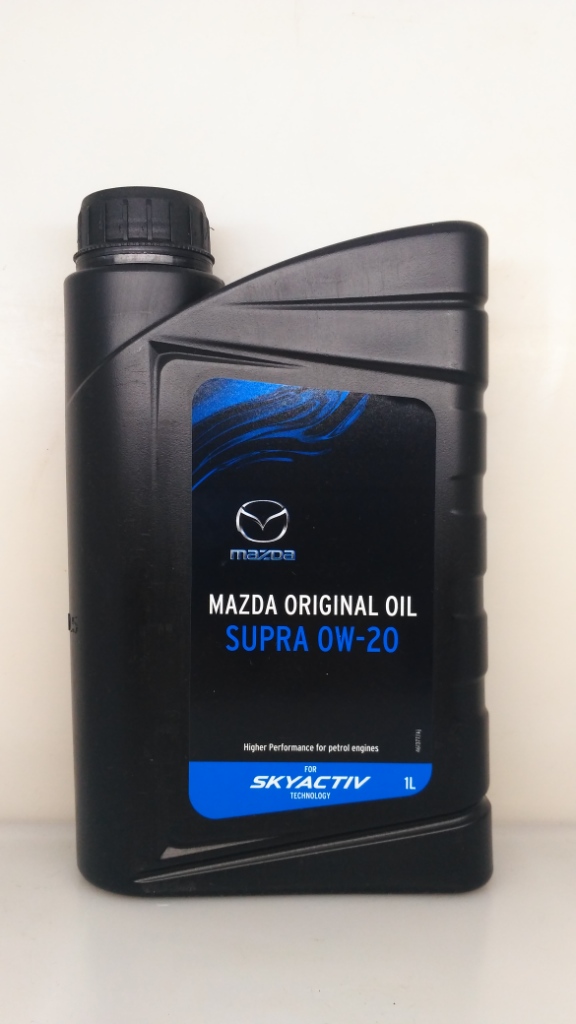 mazda
MAZDA ORIGINAL OIL
SUPRA 0W-20
Higher Performance for petrol engines
FOR
SKYACTIV
TECHNOLOGY
1L